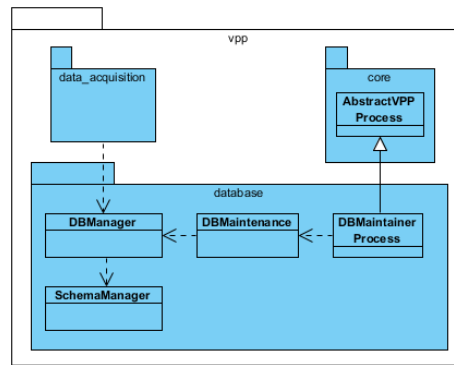 vpp
data_acquisition
core
AbstractVPP
Process
database
DBManager
DBMaintenance
DBMaintainer
Process
SchemaManager